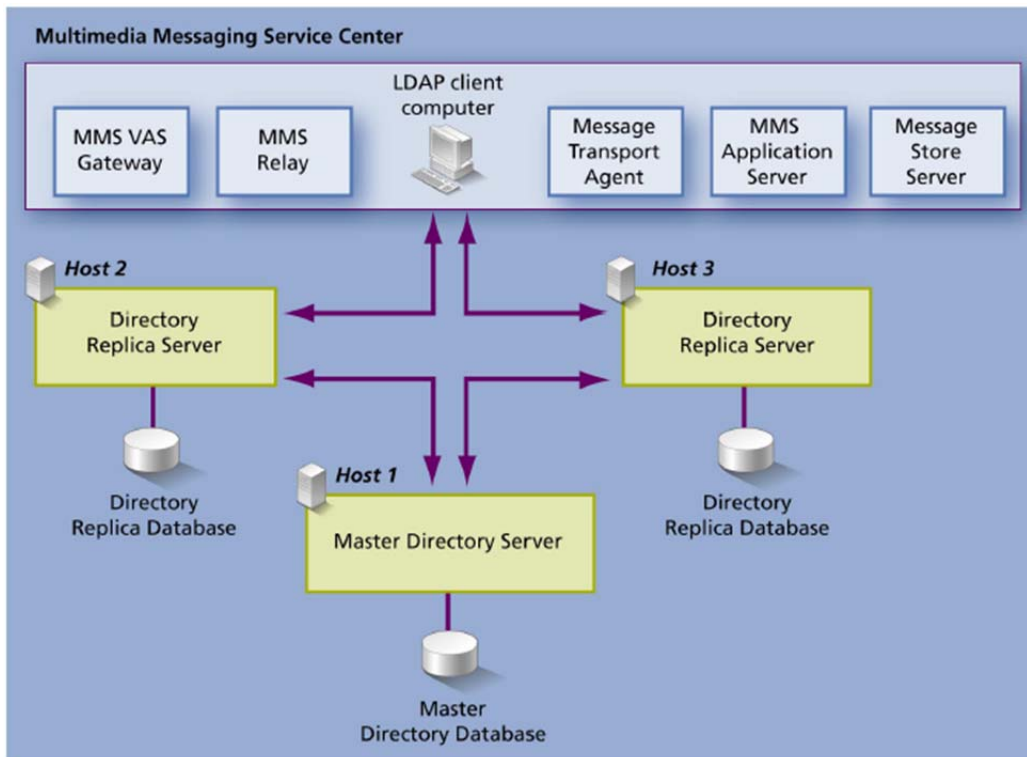 Multimedia Messaging Service Center
LDAP client
computer
MMS VAS
Gateway
MMS
Relay
Message
Transport
Agent
MMS
Application
Server
Message
Store
Server
Host 2
Directory
Replica Server
Host 3
Directory
Replica Server
Directory
Replica Database
Directory
Replica Database
Host 1
Master Directory Server
Master
Directory Database